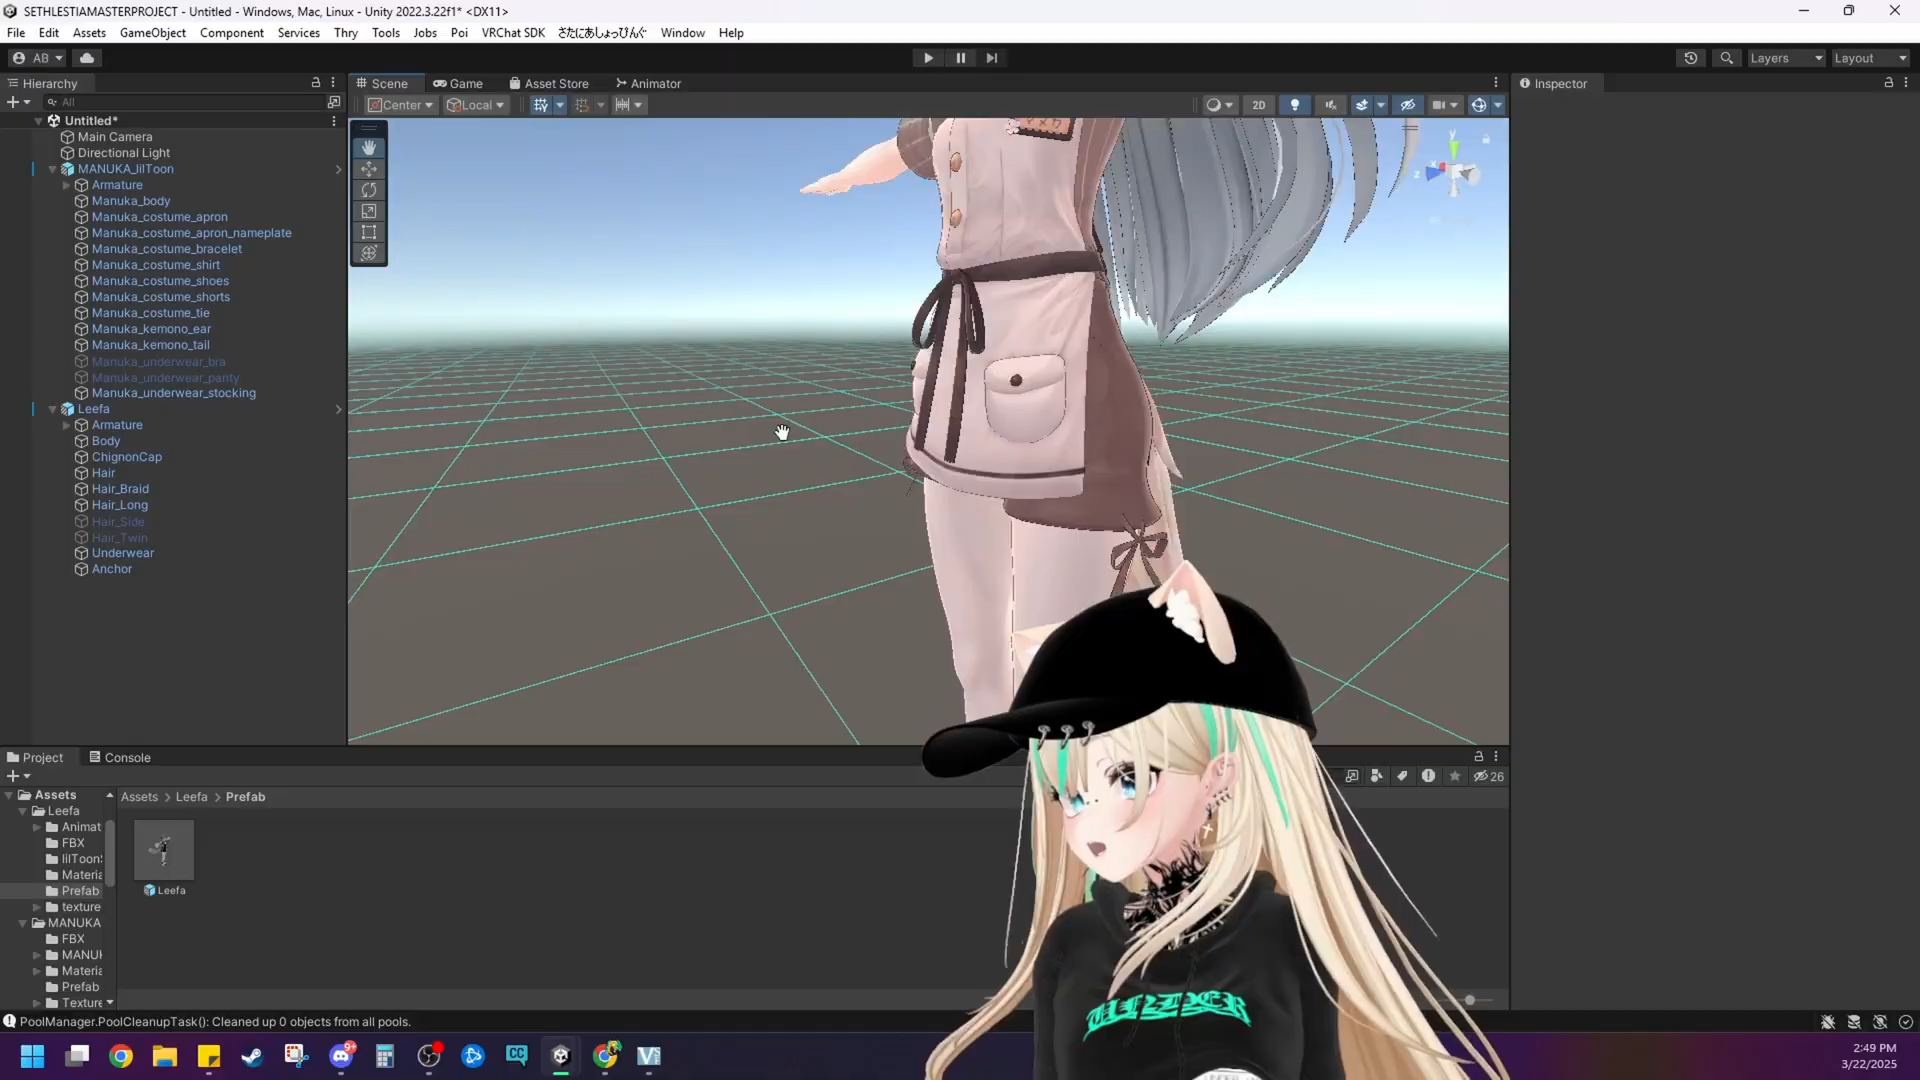 SETHLESTIAMASTERPROJECT - Untitled - Windows, Mac, Linux - Unity 2022.3.22f1* <DX11>
File Edit Assets GameObject Component Services Thry Tools Jobs Poi VRChat SDK さたにあしょっぴんぐ Window Help
AB Layers Layout
Hierarchy Scene Game Asset Store Animator Inspector
All Center Local 2D
Untitled*
Main Camera
Directional Light
MANUKA_lilToon
Armature
Manuka_body
Manuka_costume_apron
Manuka_costume_apron_nameplate
Manuka_costume_bracelet
Manuka_costume_shirt
Manuka_costume_shoes
Manuka_costume_shorts
Manuka_costume_tie
Manuka_kemono_ear
Manuka_kemono_tail
Manuka_underwear_bra
Manuka_underwear_panty
Manuka_underwear_stocking
Leefa
Armature
Body
ChignonCap
Hair
Hair_Braid
Hair_Long
Hair_Side
Hair_Twin
Underwear
Anchor
y
x
z
Project Console
26
Assets
Leefa
Animat
FBX
lilToon
Materia
Prefab
texture
MANUKA
FBX
MANUK
Materia
Prefab
Texture
Assets > Leefa > Prefab
Leefa
PoolManager.PoolCleanupTask(): Cleaned up 0 objects from all pools.
9+
CC
2:49 PM
3/22/2025